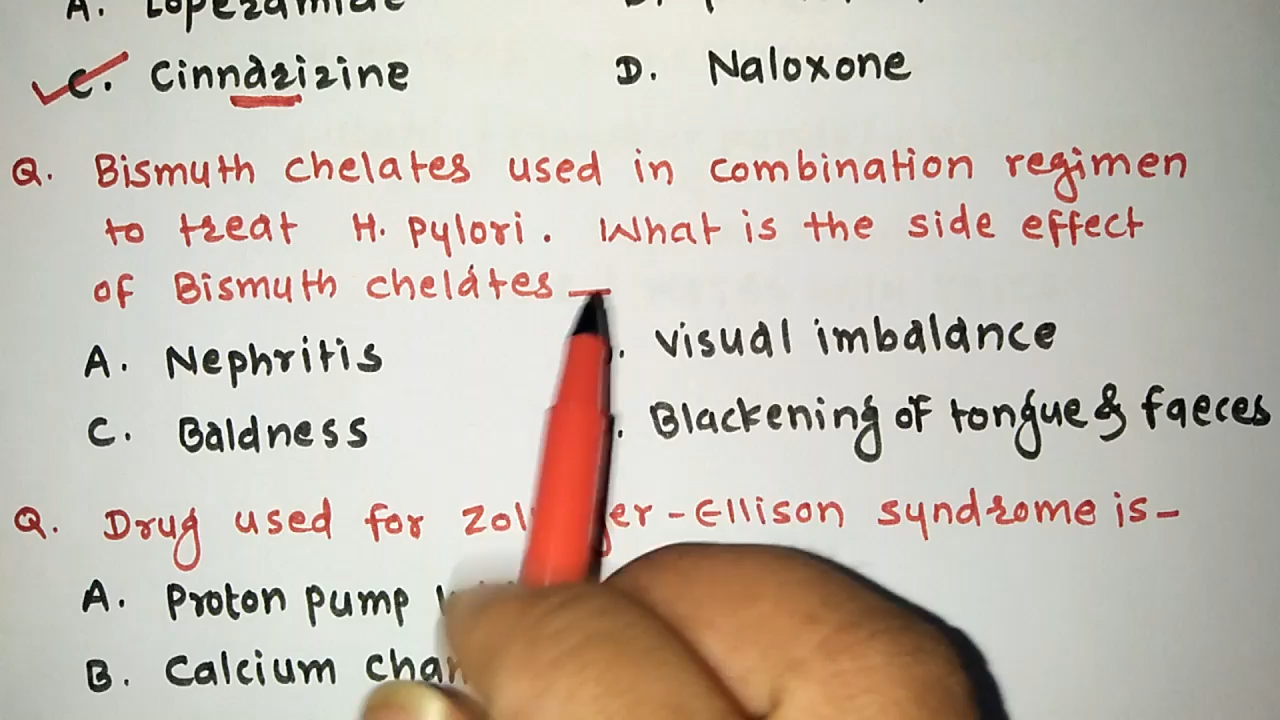 A. Loperamide
C. Cinnarizine D. Naloxone
Q. Bismuth chelates used in combination regimen
to treat H. pylori. What is the side effect
of Bismuth chelates —
A. Nephritis . Visual imbalance
C. Baldness . Blackening of tongue & faeces
Q. Drug used for -Ellison syndrome is -
A. Proton pump
B. Calcium